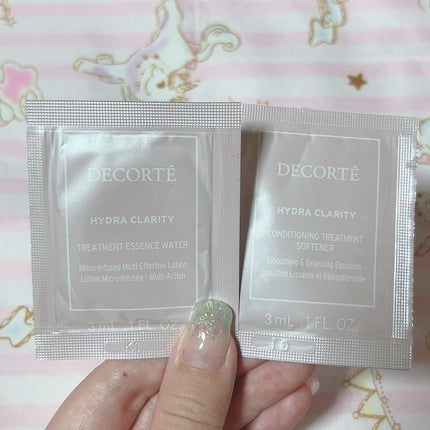 DECORTÉ
HYDRA CLARITY
TREATMENT ESSENCE WATER
Micro-Infused Multi-Effective Lotion
Lotion Micro-Infusée • Multi-Action
3 mL .1 FL. OZ.
DECORTÉ
HYDRA CLARITY
CONDITIONING TREATMENT
SOFTENER
Smoothing & Balancing Emulsion
Emulsion Lissante et Rééquilibrante
3 mL .1 FL. OZ.